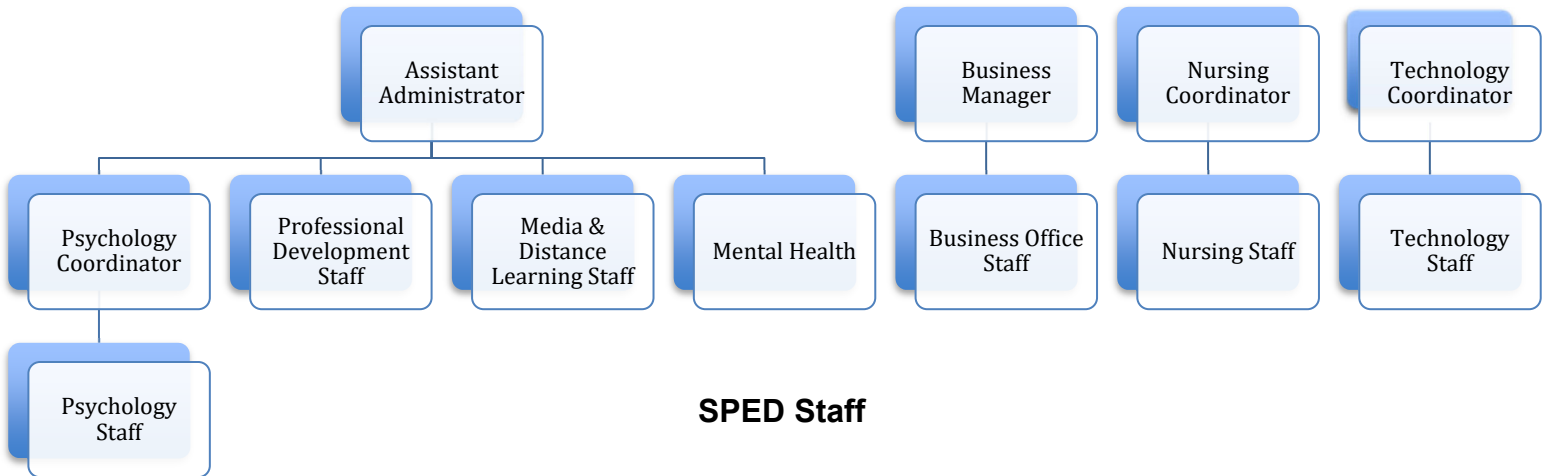 Assistant
Administrator
Business
Manager
Nursing
Coordinator
Technology
Coordinator
Psychology
Coordinator
Professional
Development
Staff
Media &
Distance
Learning Staff
Mental Health
Business Office
Staff
Nursing Staff
Technology
Staff
Psychology
Staff
SPED Staff